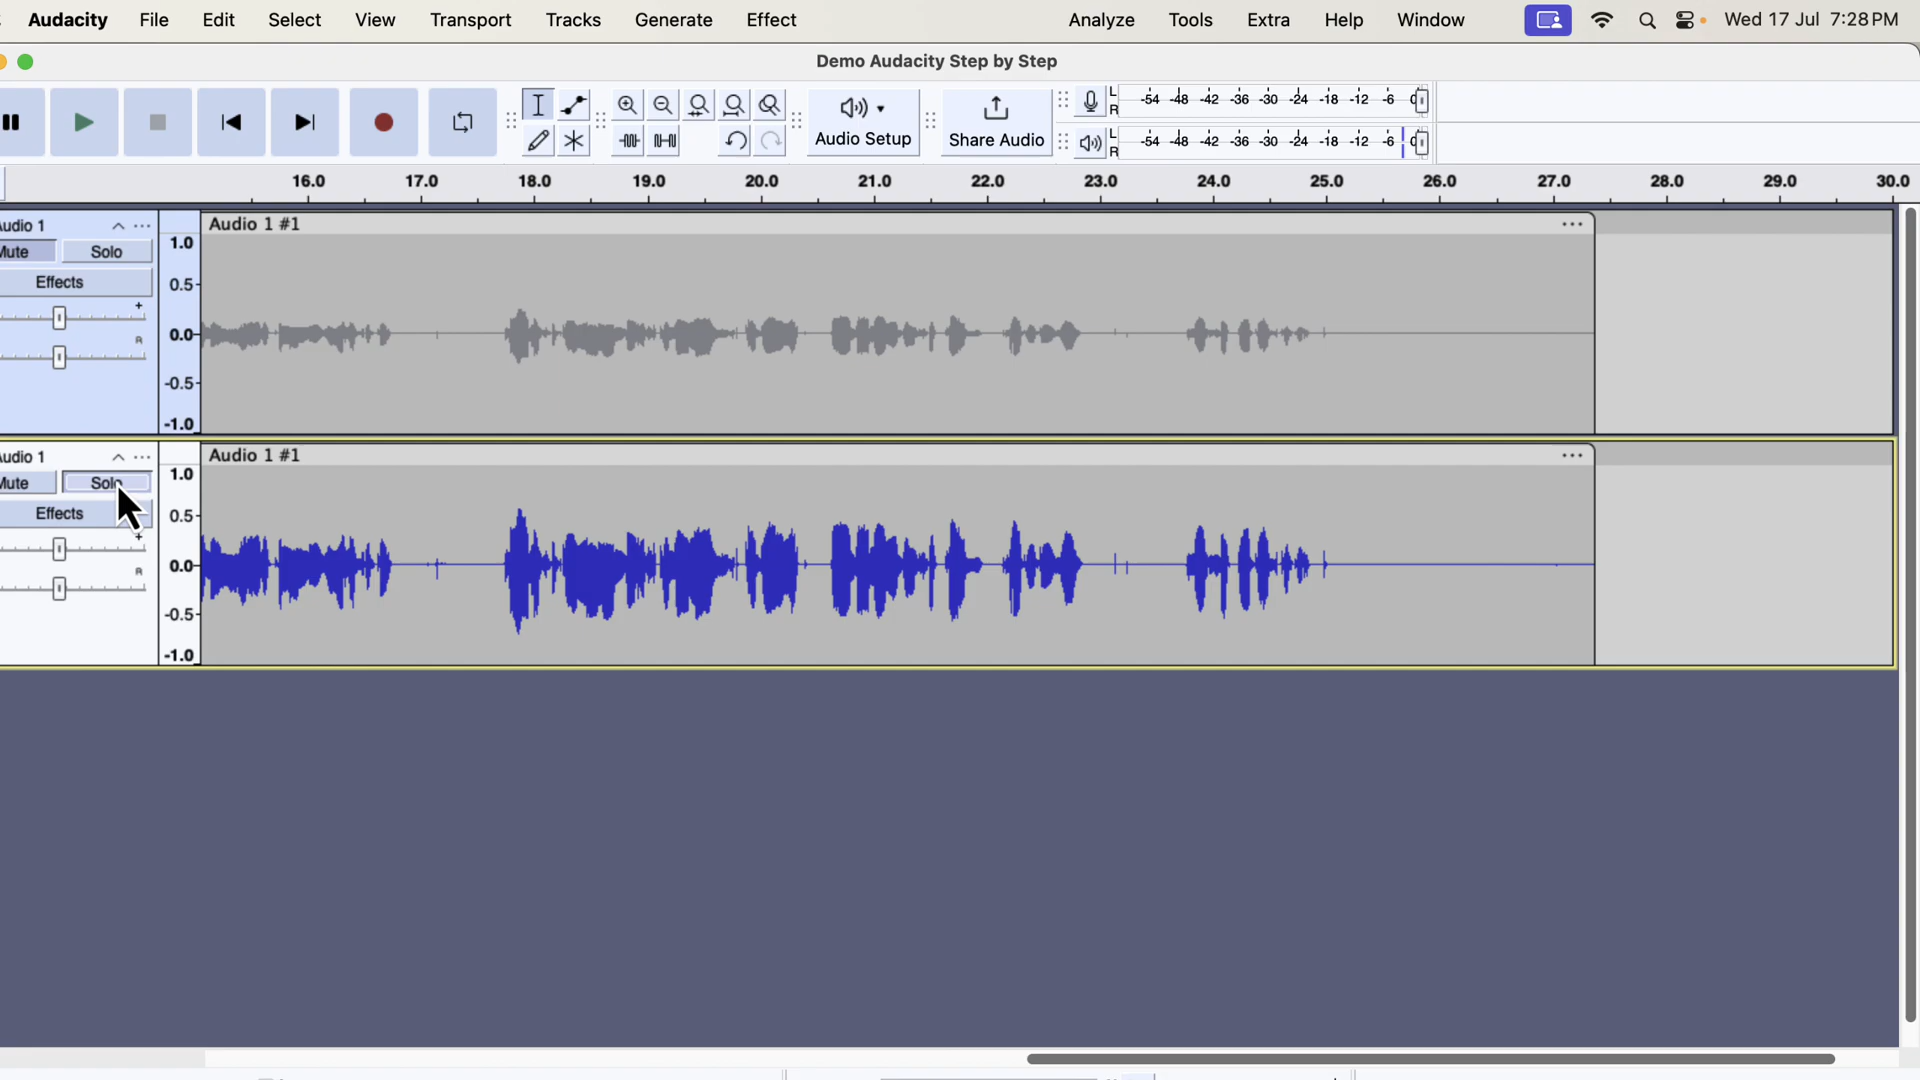 Audacity File Edit Select View Transport Tracks Generate Effect Analyze Tools Extra Help Window Wed 17 Jul 7:28 PM
Demo Audacity Step by Step
Audio Setup
Share Audio
L
R
-54 -48 -42 -36 -30 -24 -18 -12 -6 0
L
R
-54 -48 -42 -36 -30 -24 -18 -12 -6 0
16.0 17.0 18.0 19.0 20.0 21.0 22.0 23.0 24.0 25.0 26.0 27.0 28.0 29.0 30.0
udio 1
Mute Solo
Effects
+
R
1.0
0.5
0.0
-0.5
-1.0
Audio 1 #1
udio 1
Mute Solo
Effects
+
R
1.0
0.5
0.0
-0.5
-1.0
Audio 1 #1